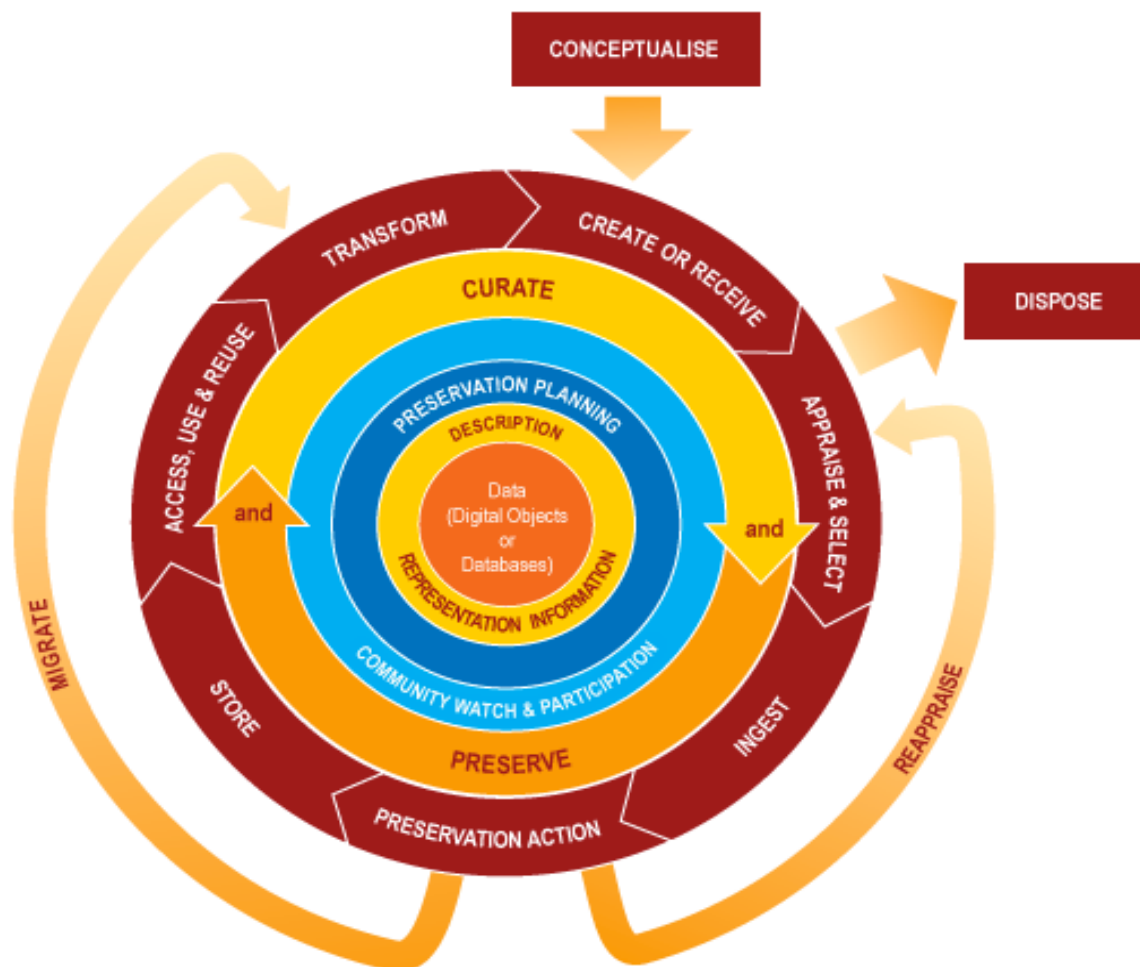 CONCEPTUALISE
CREATE OR RECEIVE
DISPOSE
APPRAISE & SELECT
INGEST
REAPPRAISE
PRESERVATION ACTION
STORE
MIGRATE
ACCESS, USE & REUSE
TRANSFORM
CURATE
and
PRESERVE
and
COMMUNITY WATCH & PARTICIPATION
PRESERVATION PLANNING
DESCRIPTION
REPRESENTATION INFORMATION
Data
(Digital Objects
or
Databases)